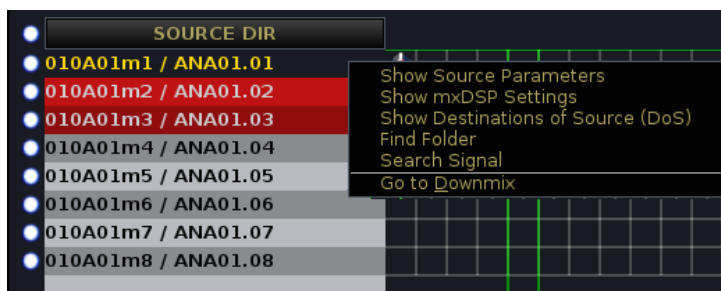 SOURCE DIR
010A01m1 / ANA01.01
010A01m2 / ANA01.02
010A01m3 / ANA01.03
010A01m4 / ANA01.04
010A01m5 / ANA01.05
010A01m6 / ANA01.06
010A01m7 / ANA01.07
010A01m8 / ANA01.08
Show Source Parameters
Show mxDSP Settings
Show Destinations of Source (DoS)
Find Folder
Search Signal
Go to Downmix